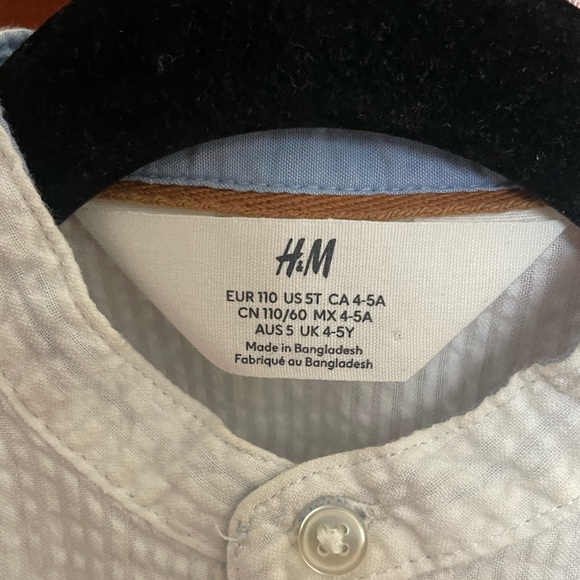 H&M
EUR 110 US 5T CA 4-5A
CN 110/60 MX 4-5A
AUS 5 UK 4-5Y
Made in Bangladesh
Fabriqué au Bangladesh